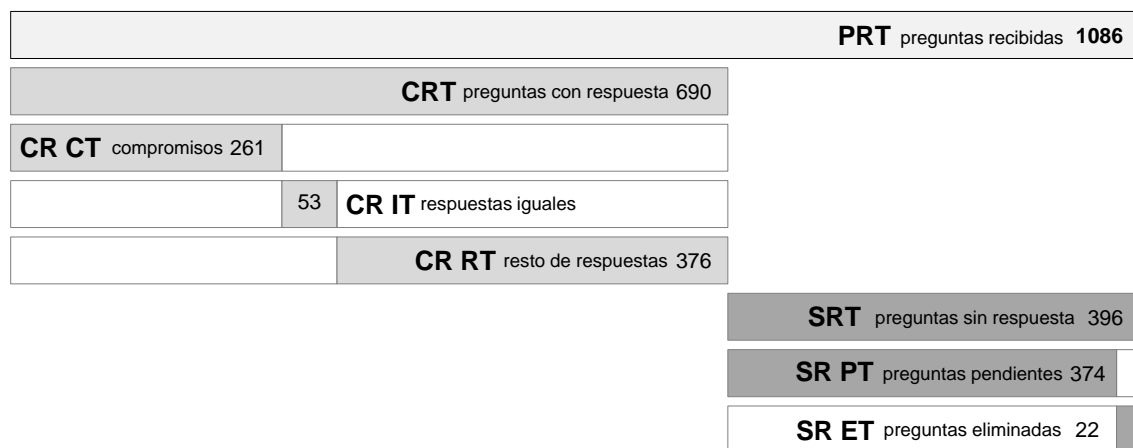 PRT preguntas recibidas 1086
CRT preguntas con respuesta 690
CR CT compromisos 261
53 CR IT respuestas iguales
CR RT resto de respuestas 376
SRT preguntas sin respuesta 396
SR PT preguntas pendientes 374
SR ET preguntas eliminadas 22